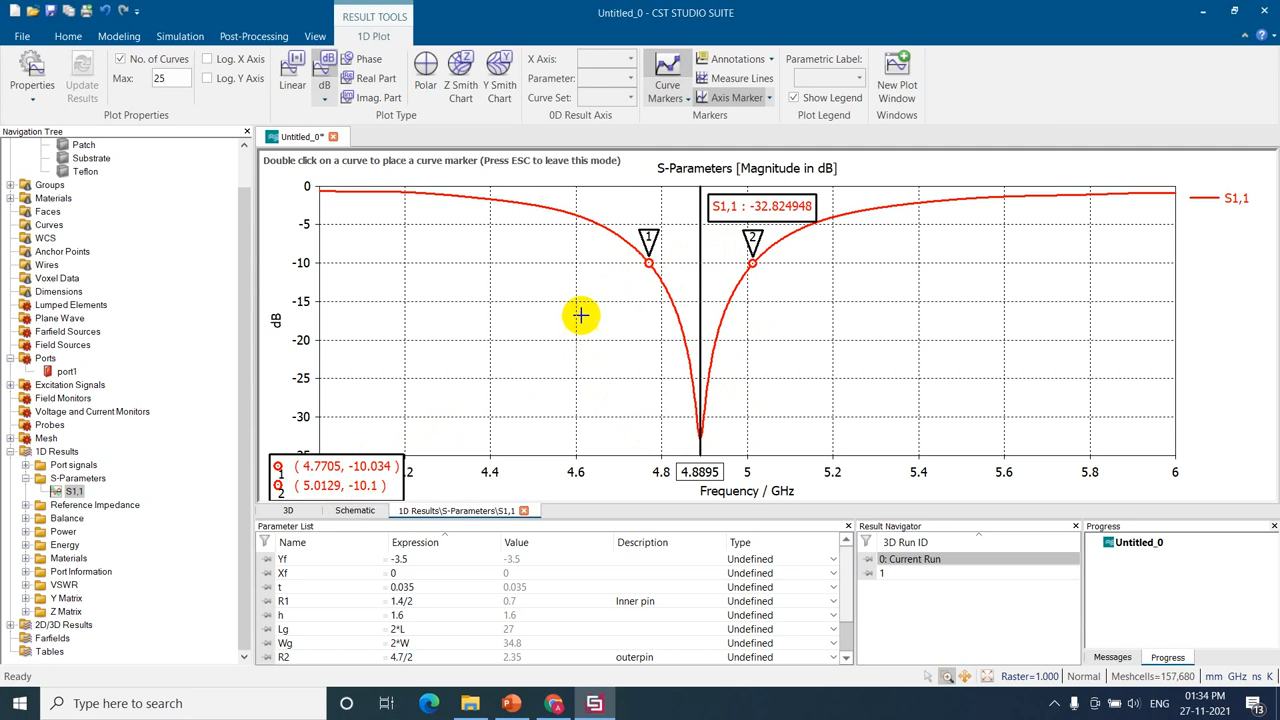 Untitled_0 - CST STUDIO SUITE
RESULT TOOLS
File
Home
Modeling
Simulation
Post-Processing
View
1D Plot
Properties
Update
Results
No. of Curves
Max:
25
Log. X Axis
Log. Y Axis
Plot Properties
Linear
dB
dB
Phase
Real Part
Imag. Part
Polar
Z Smith
Chart
Y Smith
Chart
Plot Type
X Axis:
Parameter:
Curve Set:
0D Result Axis
Curve
Markers
Annotations
Measure Lines
Axis Marker
Markers
Parametric Label:
Show Legend
Plot Legend
New Plot
Window
Windows
Navigation Tree
Patch
Substrate
Teflon
Groups
Materials
Faces
Curves
WCS
Anchor Points
Wires
Voxel Data
Dimensions
Lumped Elements
Plane Wave
Farfield Sources
Field Sources
Ports
port1
Excitation Signals
Field Monitors
Voltage and Current Monitors
Probes
Mesh
1D Results
Port signals
S-Parameters
S1,1
Reference Impedance
Balance
Power
Energy
Materials
Port Information
VSWR
Y Matrix
Z Matrix
2D/3D Results
Farfields
Tables
Untitled_0*
Double click on a curve to place a curve marker (Press ESC to leave this mode)
S-Parameters [Magnitude in dB]
S1,1 : -32.824948
S1,1
1
2
0
-5
-10
-15
-20
-25
-30
dB
4.4
4.6
4.8
4.8895
5
5.2
5.4
5.6
5.8
6
Frequency / GHz
1 ( 4.7705, -10.034 )
2 ( 5.0129, -10.1 )
3D
Schematic
1D Results\S-Parameters\S1,1
Parameter List
Name Expression Value Description Type
Yf = -3.5 -3.5 Undefined
Xf = 0 0 Undefined
t = 0.035 0.035 Undefined
R1 = 1.4/2 0.7 Inner pin Undefined
h = 1.6 1.6 Undefined
Lg = 2*L 27 Undefined
Wg = 2*W 34.8 Undefined
R2 = 4.7/2 2.35 outerpin Undefined
Result Navigator
3D Run ID
0: Current Run
1
Progress
Untitled_0
Messages
Progress
Ready
Raster=1.000
Normal
Meshcells=157,680
mm GHz ns K
Type here to search
ENG
01:34 PM
27-11-2021